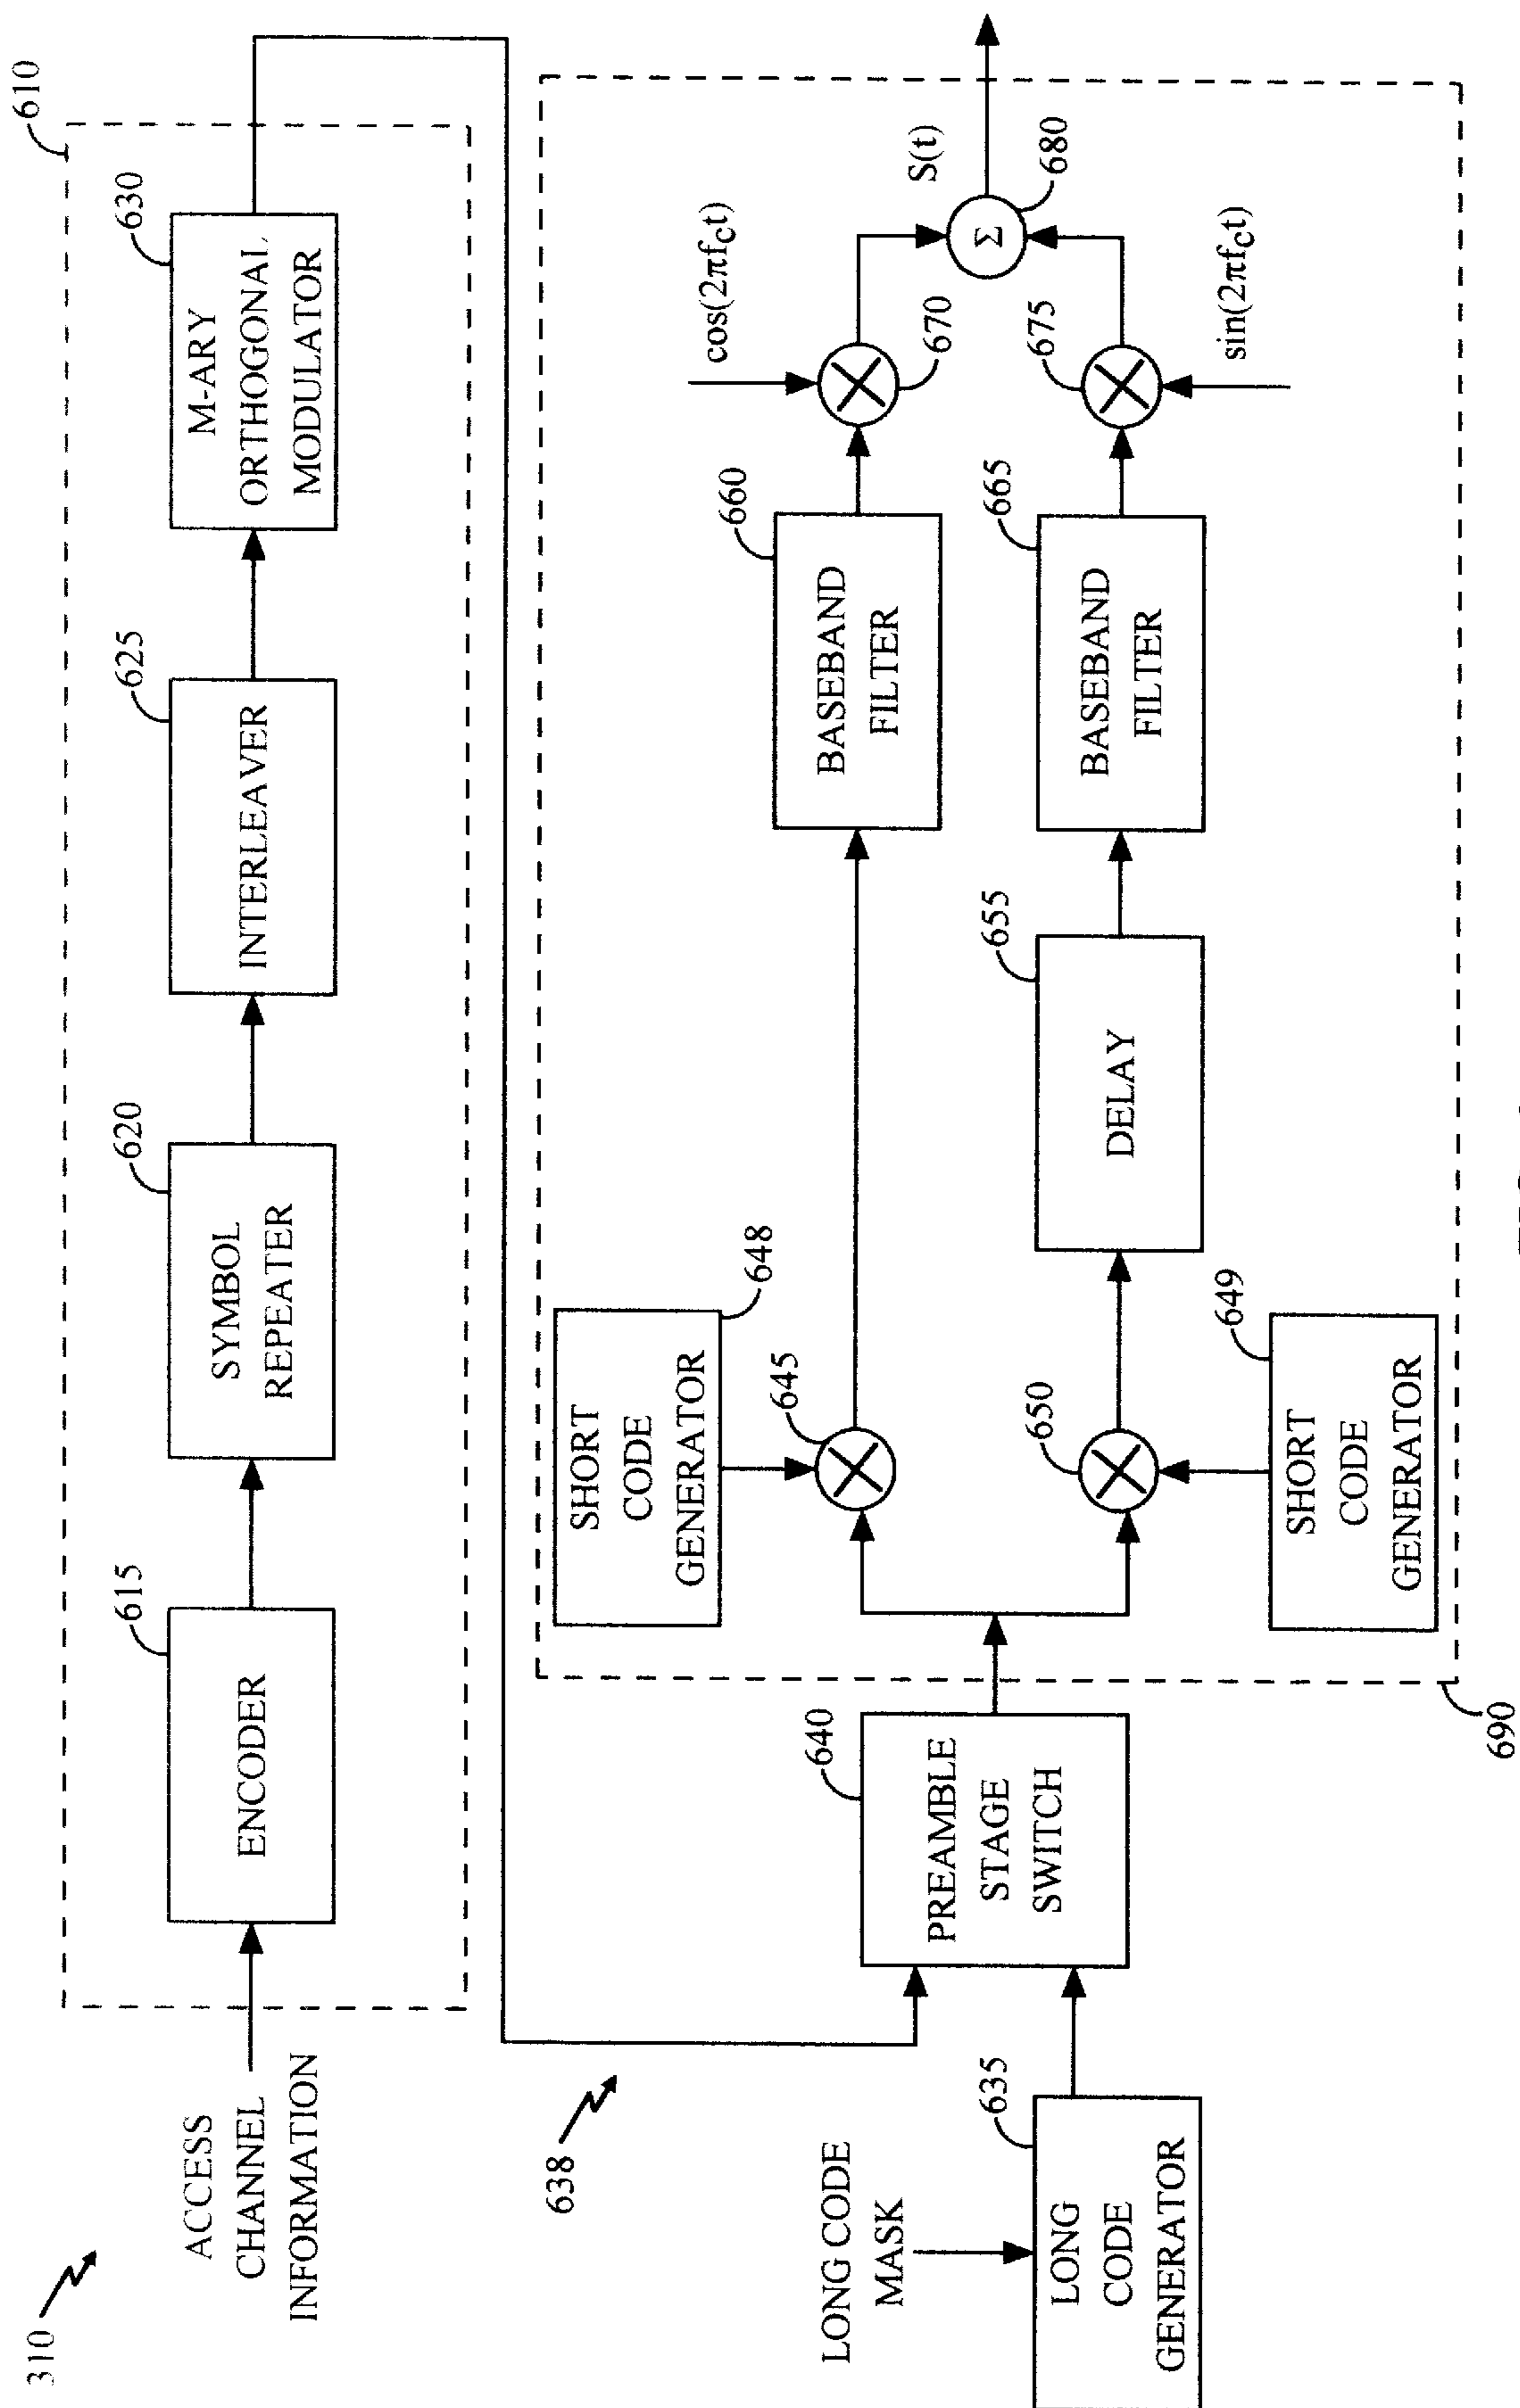 310
610
ACCESS
CHANNEL
INFORMATION
615
ENCODER
620
SYMBOL
REPEATER
625
INTERLEAVER
630
M-ARY
ORTHOGONAL
MODULATOR
638
LONG CODE
MASK
635
LONG
CODE
GENERATOR
640
PREAMBLE
STAGE
SWITCH
690
SHORT
CODE
GENERATOR
648
645
650
649
SHORT
CODE
GENERATOR
655
DELAY
660
BASEBAND
FILTER
665
BASEBAND
FILTER
cos(2πfct)
670
675
sin(2πfct)
Σ
680
S(t)